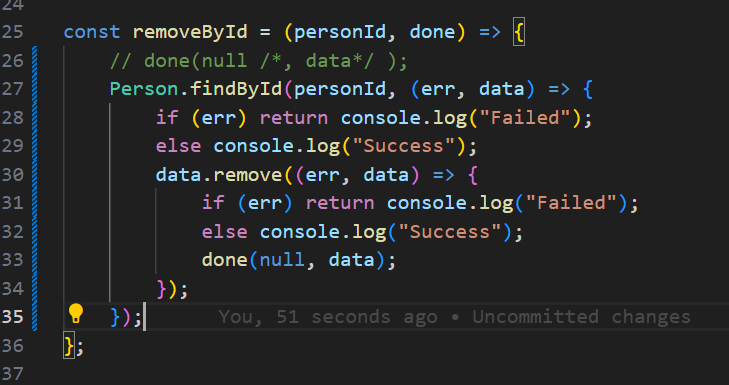 24
25 const removeById = (personId, done) => {
26 // done(null /*, data*/ );
27 Person.findById(personId, (err, data) => {
28 if (err) return console.log("Failed");
29 else console.log("Success");
30 data.remove((err, data) => {
31 if (err) return console.log("Failed");
32 else console.log("Success");
33 done(null, data);
34 });
35 }); You, 51 seconds ago • Uncommitted changes
36 };
37